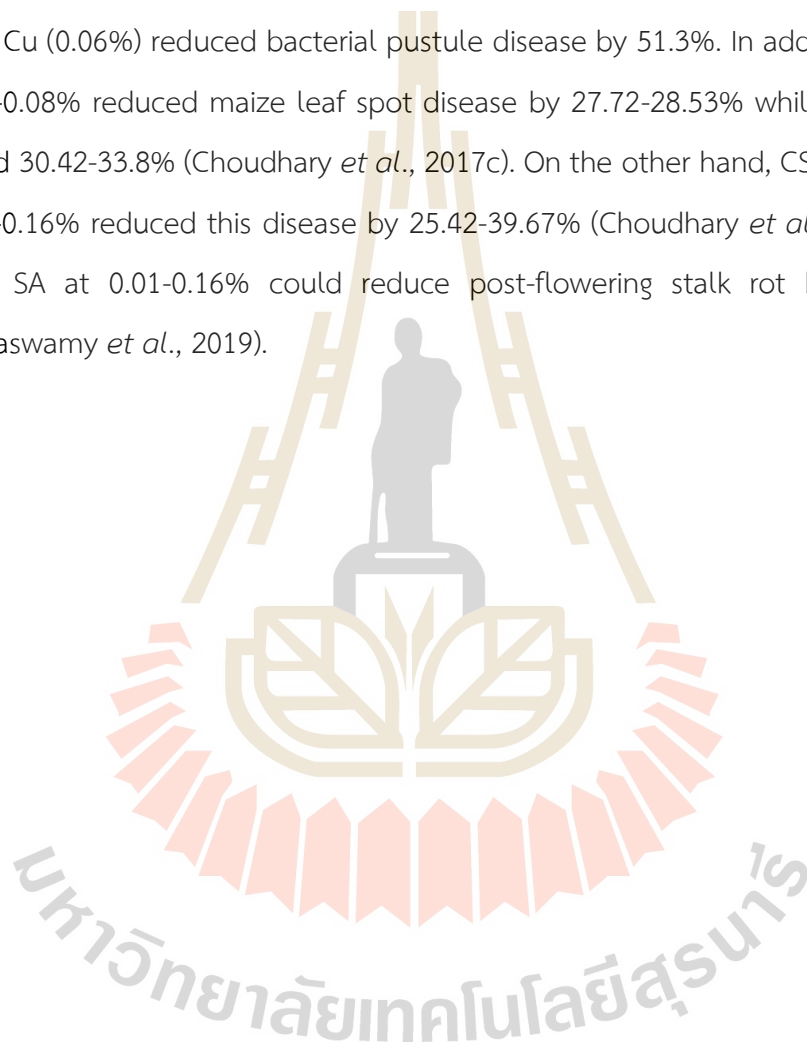 Cu (0.06%) reduced bacterial pustule disease by 51.3%. In add
-0.08% reduced maize leaf spot disease by 27.72-28.53% whil
d 30.42-33.8% (Choudhary et al., 2017c). On the other hand, CS
-0.16% reduced this disease by 25.42-39.67% (Choudhary et al
SA at 0.01-0.16% could reduce post-flowering stalk rot
aswamy et al., 2019).
มหาวิทยาลัยเทคโนโลยีสุรนารี